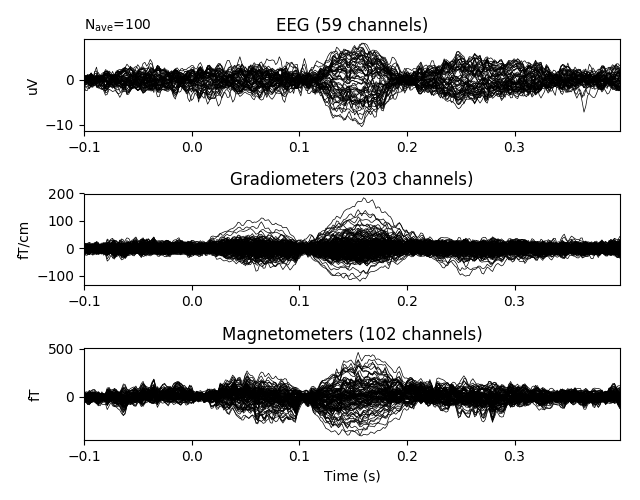 Nave=100
EEG (59 channels)
uV
0
−10
−0.1 0.0 0.1 0.2 0.3
Gradiometers (203 channels)
fT/cm
200
100
0
−100
−0.1 0.0 0.1 0.2 0.3
Magnetometers (102 channels)
fT
500
0
−0.1 0.0 0.1 0.2 0.3
Time (s)